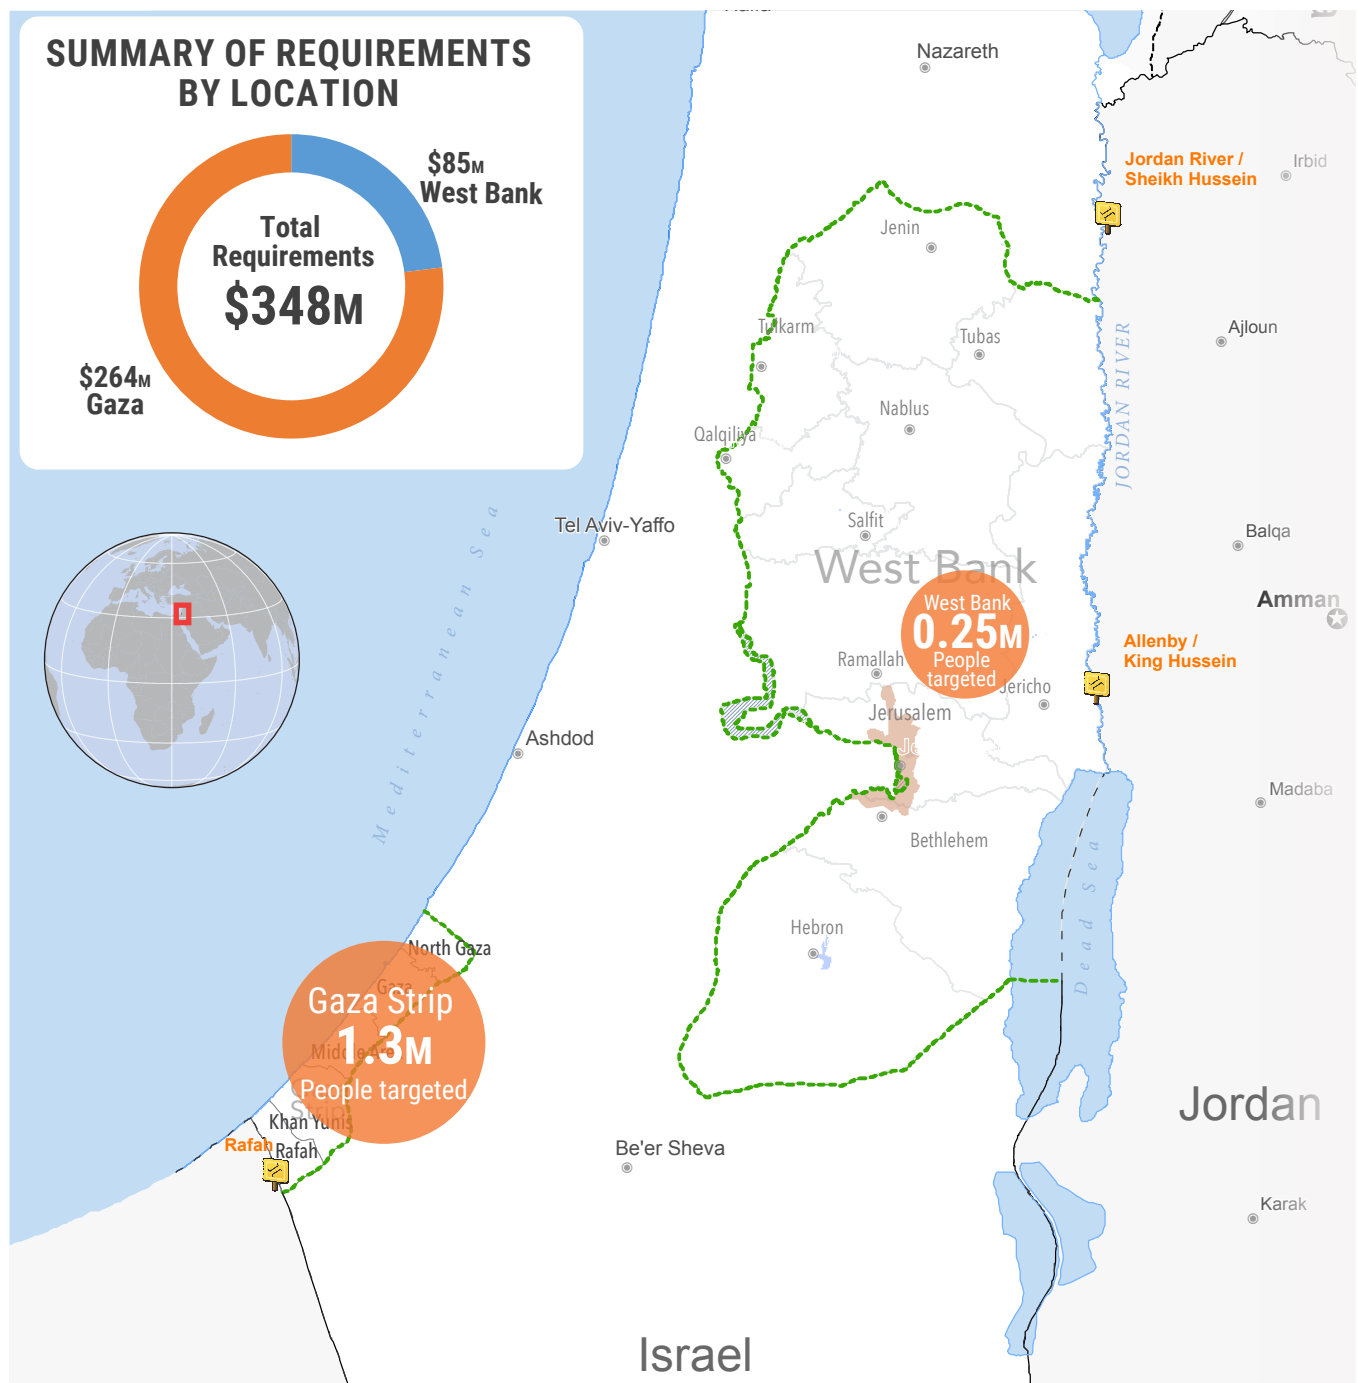 SUMMARY OF REQUIREMENTS
BY LOCATION
$85M
West Bank
Total
Requirements
$348M
$264M
Gaza
Nazareth
Jordan River /
Sheikh Hussein
Irbid
Jenin
Tulkarm
Tubas
Ajloun
JORDAN RIVER
Nablus
Qalqiliya
Mediterranean Sea
Tel Aviv-Yaffo
Salfit
Balqa
West Bank
West Bank
0.25M
People
targeted
Amman
Allenby /
King Hussein
Ramallah
Jericho
Jerusalem
Ashdod
Madaba
Bethlehem
Dead Sea
Hebron
North Gaza
Gaza
Gaza Strip
1.3M
People targeted
Strip
Khan Yunis
Rafah
Rafah
Be'er Sheva
Jordan
Karak
Israel